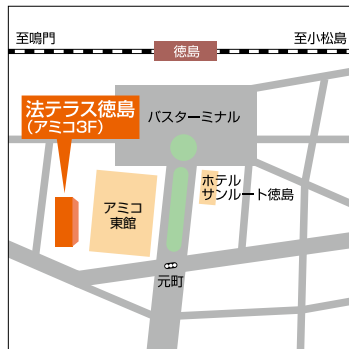 至鳴門
徳島
至小松島
法テラス徳島
(アミコ3F)
バスターミナル
ホテル
サンルート徳島
アミコ
東館
元町